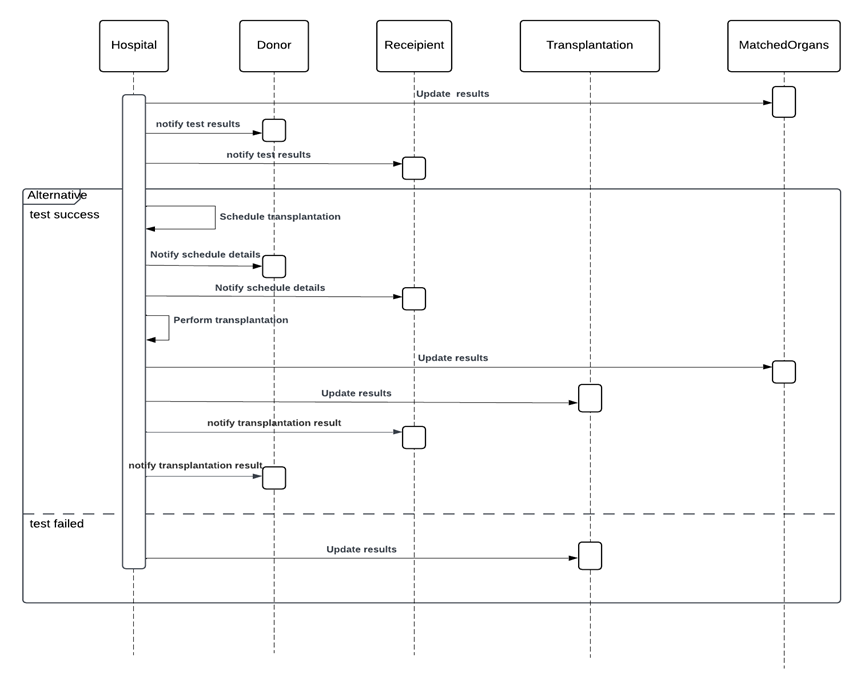 Hospital
Donor
Receipient
Transplantation
MatchedOrgans
Update results
notify test results
notify test results
Alternative
test success
Schedule transplantation
Notify schedule details
Notify schedule details
Perform transplantation
Update results
Update results
notify transplantation result
notify transplantation result
test failed
Update results